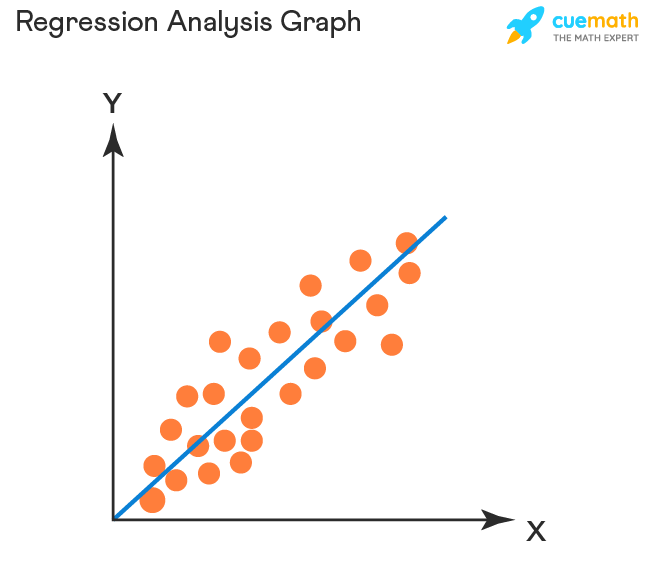 Regression Analysis Graph
cuemath
THE MATH EXPERT
Y
X